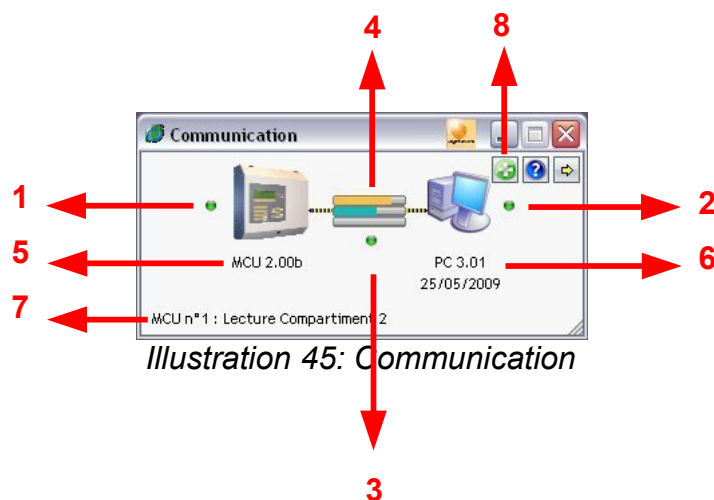 4
8
Communication
1
2
5
MCU 2.00b
PC 3.01
6
25/05/2009
7
MCU n°1 : Lecture Compartiment 2
Illustration 45: Communication
3